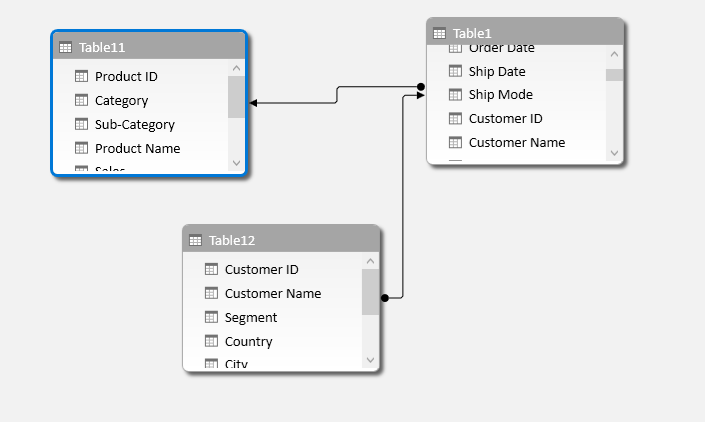 Table11
Product ID
Category
Sub-Category
Product Name
Sales
Table1
Order Date
Ship Date
Ship Mode
Customer ID
Customer Name
Table12
Customer ID
Customer Name
Segment
Country
City